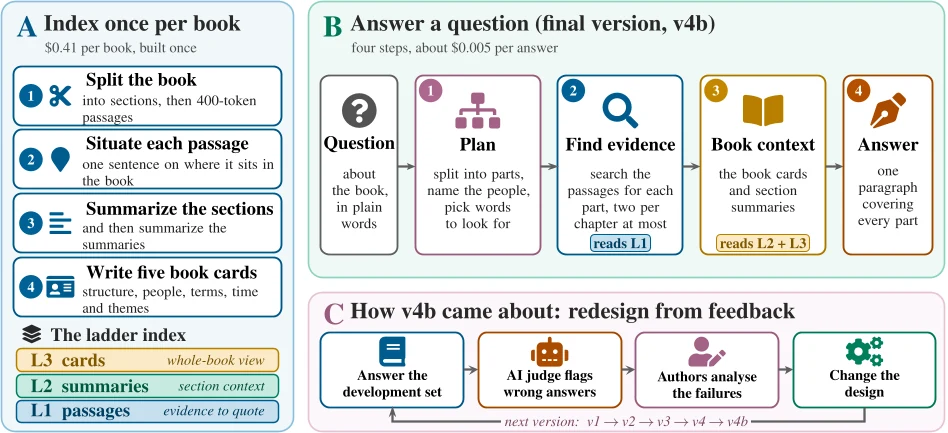 A Index once per book
$0.41 per book, built once
1 Split the book
into sections, then 400-token
passages
2 Situate each passage
one sentence on where it sits in
the book
3 Summarize the sections
and then summarize the
summaries
4 Write five book cards
structure, people, terms, time
and themes
The ladder index
L3 cards whole-book view
L2 summaries section context
L1 passages evidence to quote
B Answer a question (final version, v4b)
four steps, about $0.005 per answer
Question
about
the book,
in plain
words
1
Plan
split into parts,
name the people,
pick words
to look for
2
Find evidence
search the
passages for each
part, two per
chapter at most
reads L1
3
Book context
the book cards
and section
summaries
reads L2 + L3
4
Answer
one
paragraph
covering
every part
C How v4b came about: redesign from feedback
Answer the
development set
AI judge flags
wrong answers
Authors analyse
the failures
Change the
design
next version: v1 → v2 → v3 → v4 → v4b